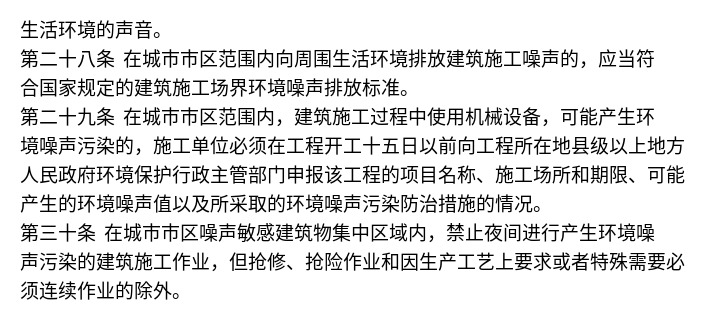 生活环境的声音。
第二十八条 在城市市区范围内向周围生活环境排放建筑施工噪声的，应当符
合国家规定的建筑施工场界环境噪声排放标准。
第二十九条 在城市市区范围内，建筑施工过程中使用机械设备，可能产生环
境噪声污染的，施工单位必须在工程开工十五日以前向工程所在地县级以上地方
人民政府环境保护行政主管部门申报该工程的项目名称、施工场所和期限、可能
产生的环境噪声值以及所采取的环境噪声污染防治措施的情况。
第三十条 在城市市区噪声敏感建筑物集中区域内，禁止夜间进行产生环境噪
声污染的建筑施工作业，但抢修、抢险作业和因生产工艺上要求或者特殊需要必
须连续作业的除外。